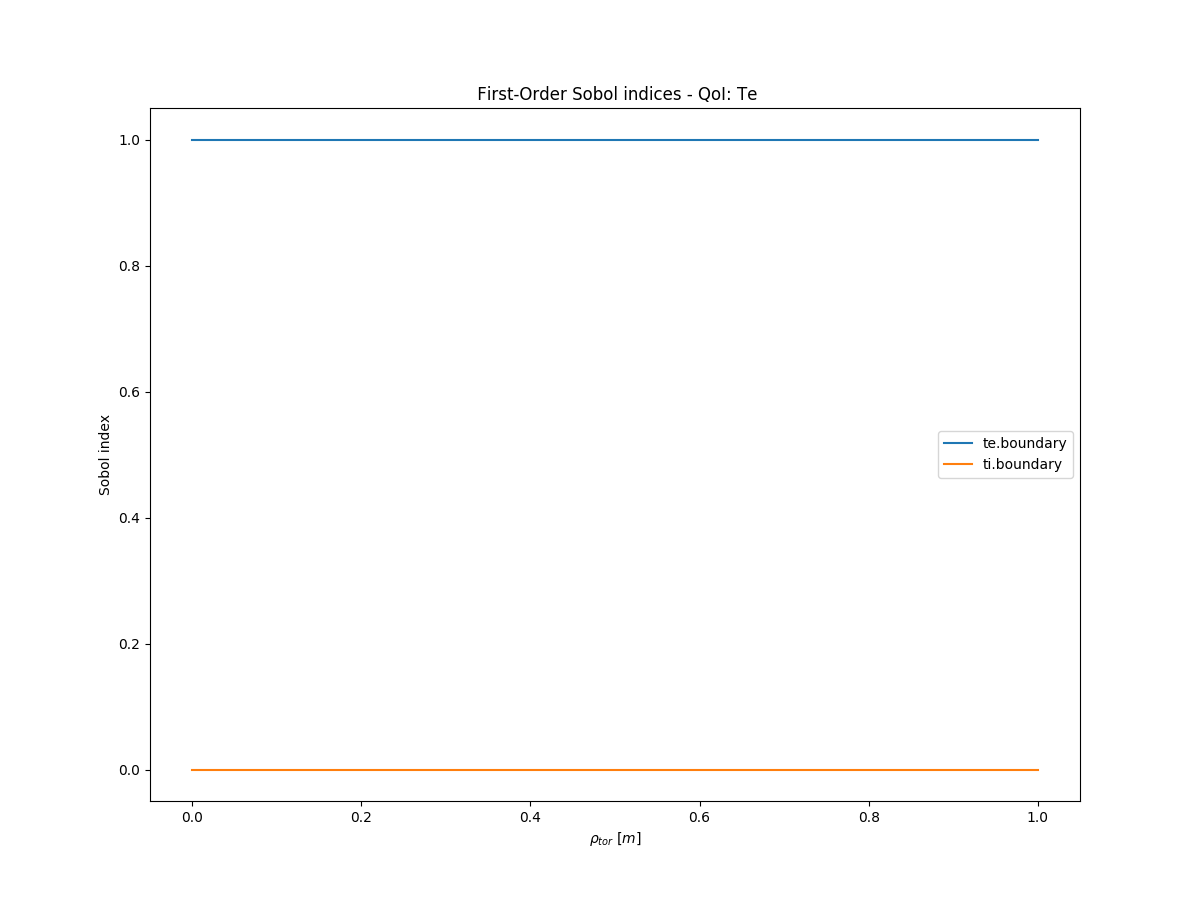 First-Order Sobol indices - QoI: Te
1.0
0.8
0.6
0.4
0.2
0.0
Sobol index
te.boundary
ti.boundary
0.0 0.2 0.4 0.6 0.8 1.0
ρtor [m]